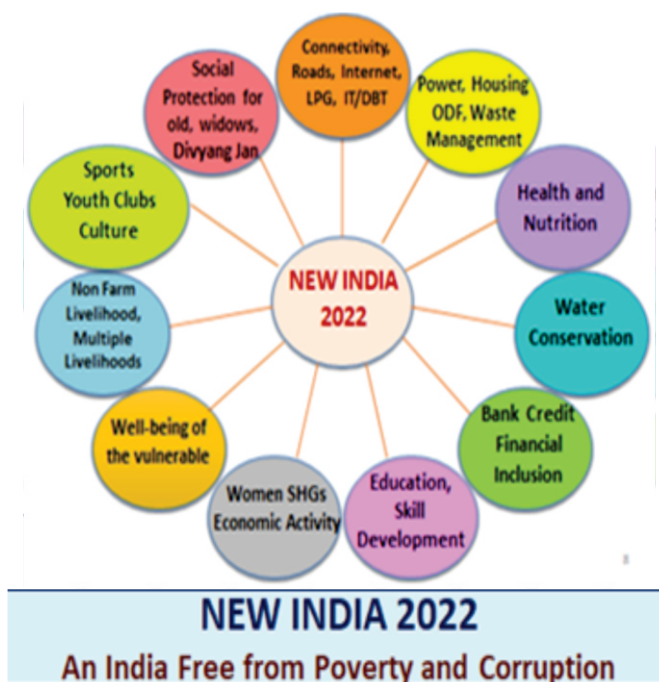 Connectivity,
Roads, Internet,
LPG, IT/DBT
Power, Housing
ODF, Waste
Management
Health and
Nutrition
Water
Conservation
Bank Credit
Financial
Inclusion
Education,
Skill
Development
Women SHGs
Economic Activity
Well-being of
the vulnerable
Non Farm
Livelihood,
Multiple
Livelihoods
Sports
Youth Clubs
Culture
Social
Protection for
old, widows,
Divyang Jan
NEW INDIA
2022
NEW INDIA 2022
An India Free from Poverty and Corruption